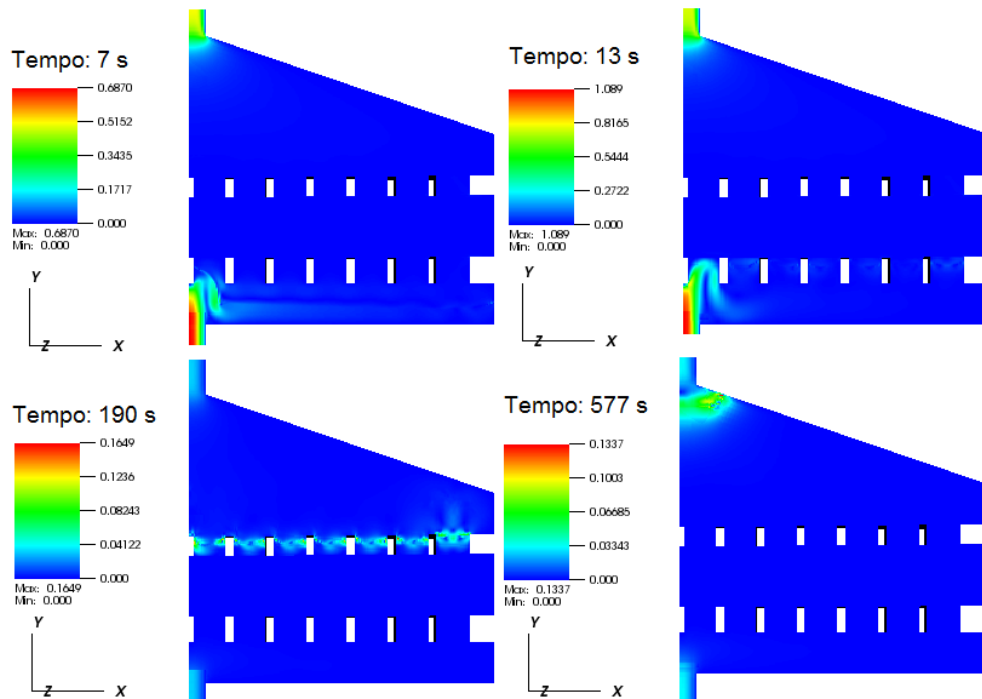 Tempo: 7 s
0.6870
0.5152
0.3435
0.1717
0.000
Max: 0.6870
Min: 0.000
Y
Z X
Tempo: 13 s
1.089
0.8165
0.5444
0.2722
0.000
Max: 1.089
Min: 0.000
Y
Z X
Tempo: 190 s
0.1649
0.1236
0.08243
0.04122
0.000
Max: 0.1649
Min: 0.000
Y
Z X
Tempo: 577 s
0.1337
0.1003
0.06685
0.03343
0.000
Max: 0.1337
Min: 0.000
Y
Z X